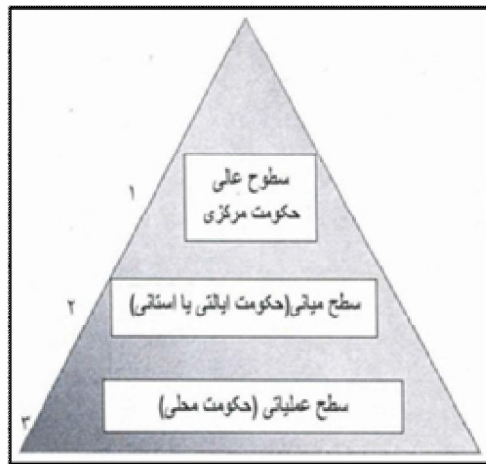 ۱
سطوح عالی
حکومت مرکزی
۲
سطح میانی(حکومت ایالتی یا استانی)
۳
سطح عملیاتی (حکومت محلی)